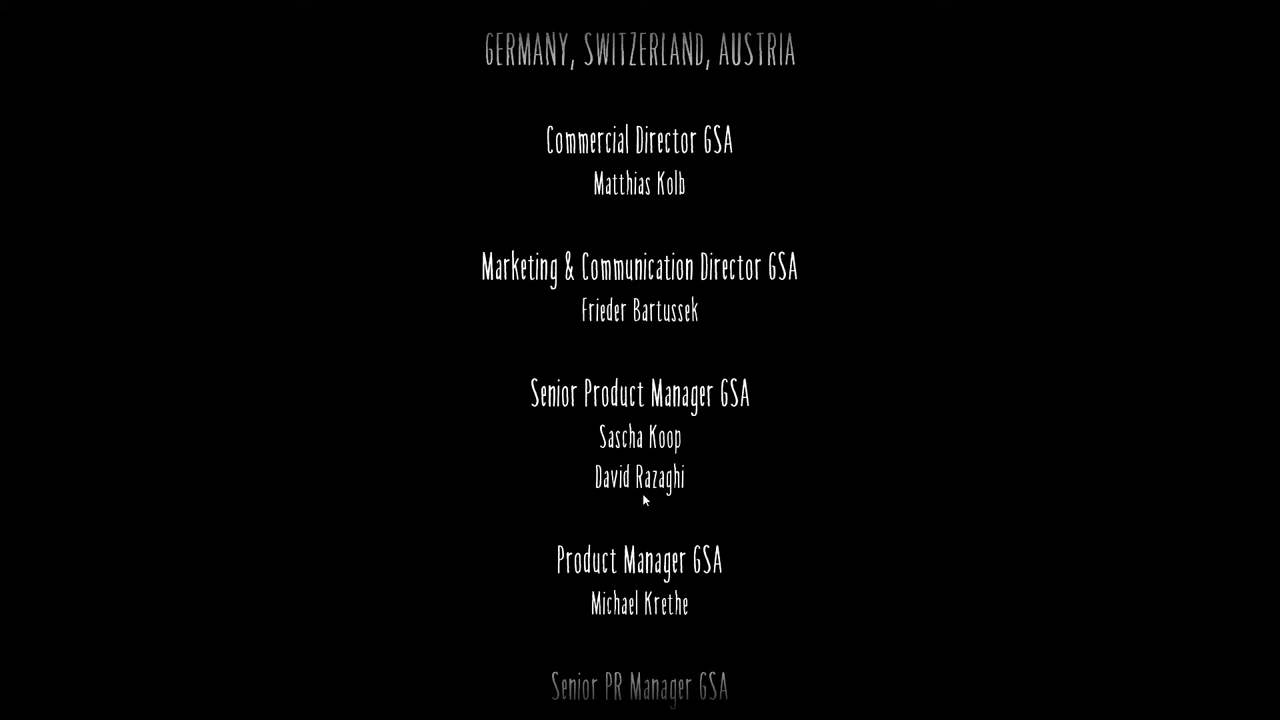 GERMANY, SWITZERLAND, AUSTRIA
Commercial Director GSA
Matthias Kolb
Marketing & Communication Director GSA
Frieder Bartussek
Senior Product Manager GSA
Sascha Koop
David Razaghi
Product Manager GSA
Michael Krethe
Senior PR Manager GSA